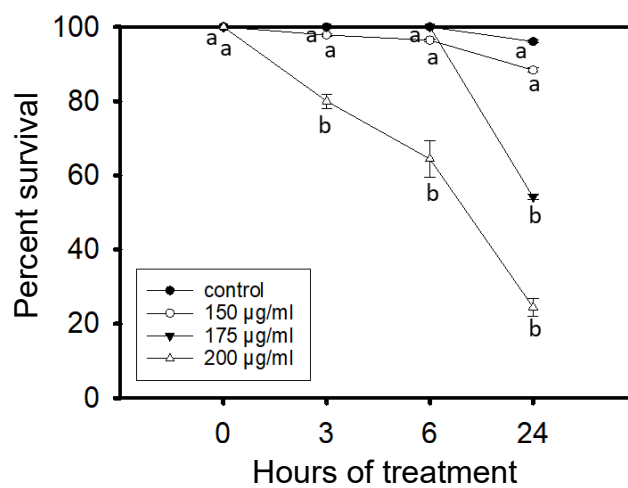 Percent survival
100
80
60
40
20
0
a
a
a
a
a
a
a
a
b
b
b
b
control
150 µg/ml
175 µg/ml
200 µg/ml
0 3 6 24
Hours of treatment